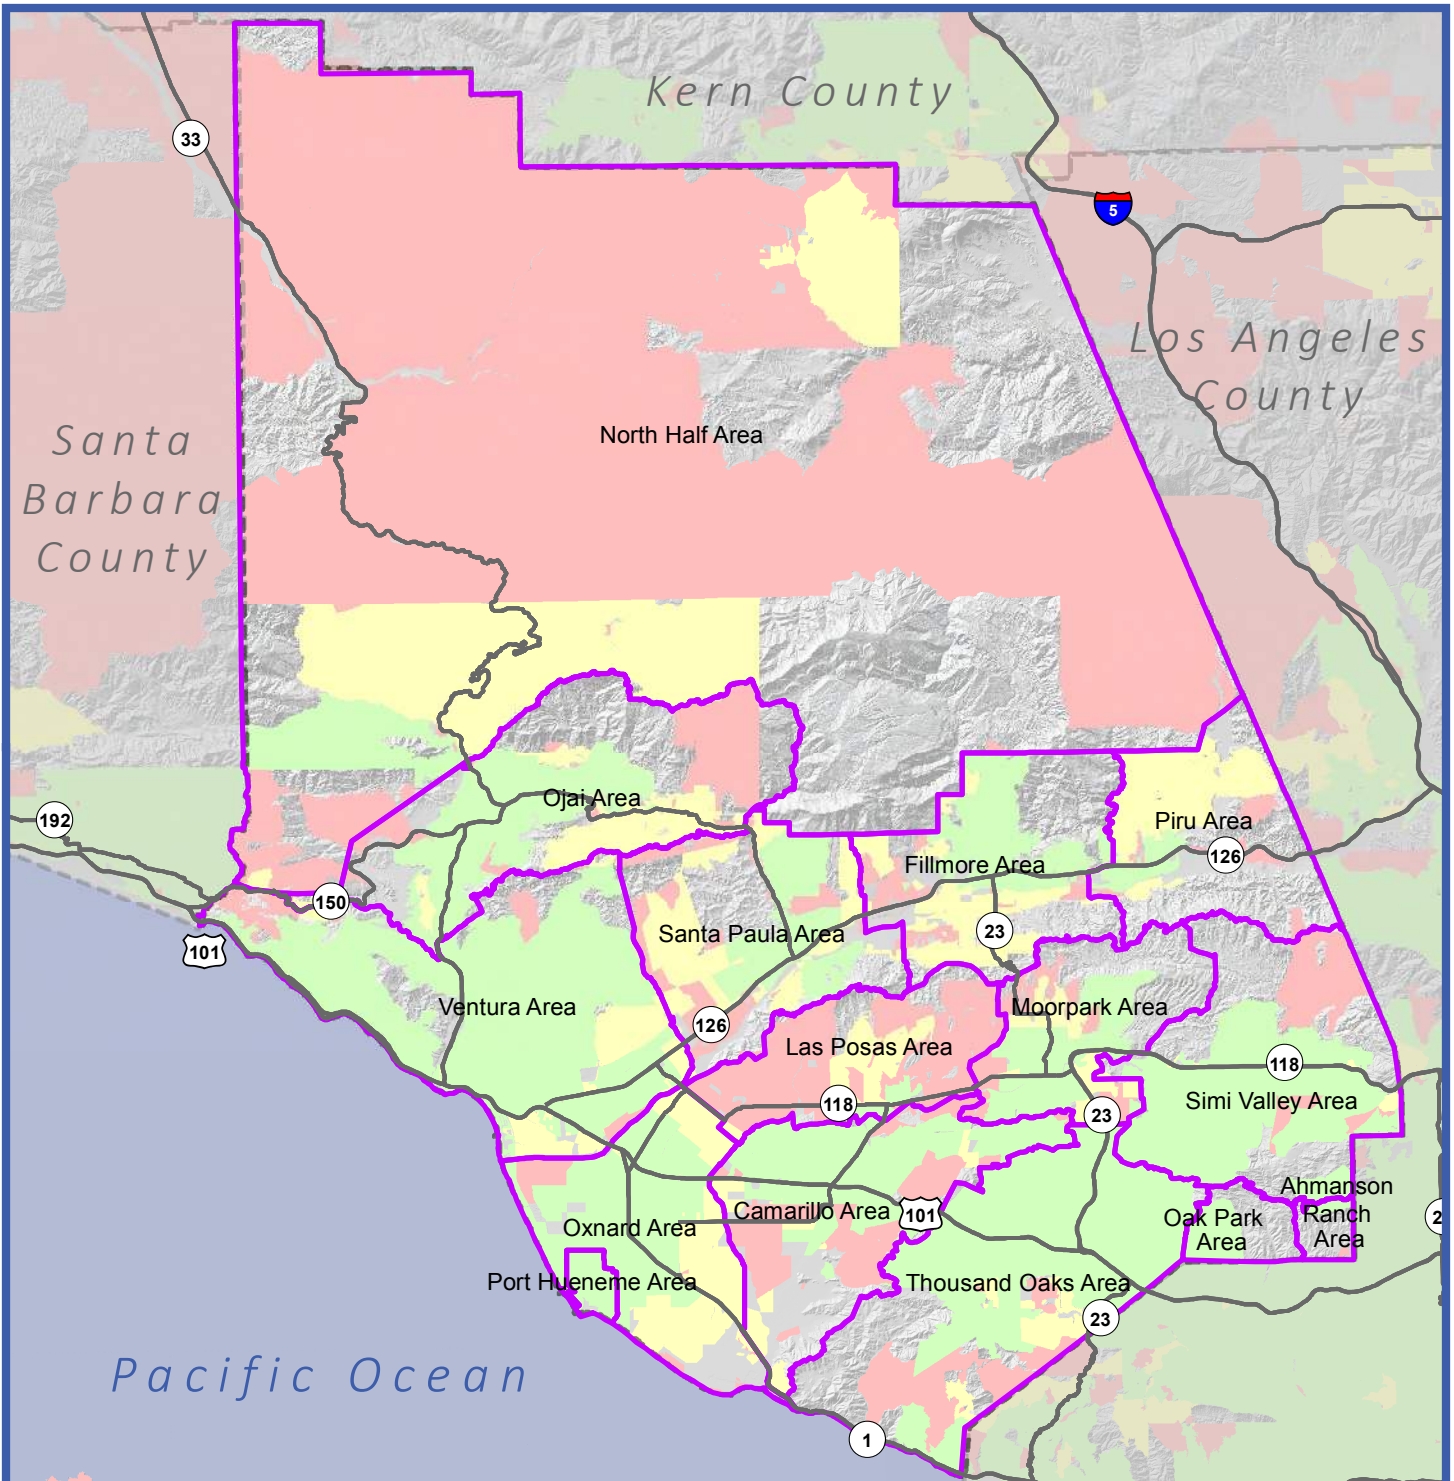 Kern County
33
5
Los Angeles
County
North Half Area
Santa
Barbara
County
Ojai Area
192
Piru Area
126
Fillmore Area
150
Santa Paula Area
23
101
Ventura Area
Moorpark Area
126
Las Posas Area
118
118
Simi Valley Area
23
Ahmanson
Ranch
Area
Camarillo Area
101
Oak Park
Area
Oxnard Area
2
Port Hueneme Area
Thousand Oaks Area
23
Pacific Ocean
1